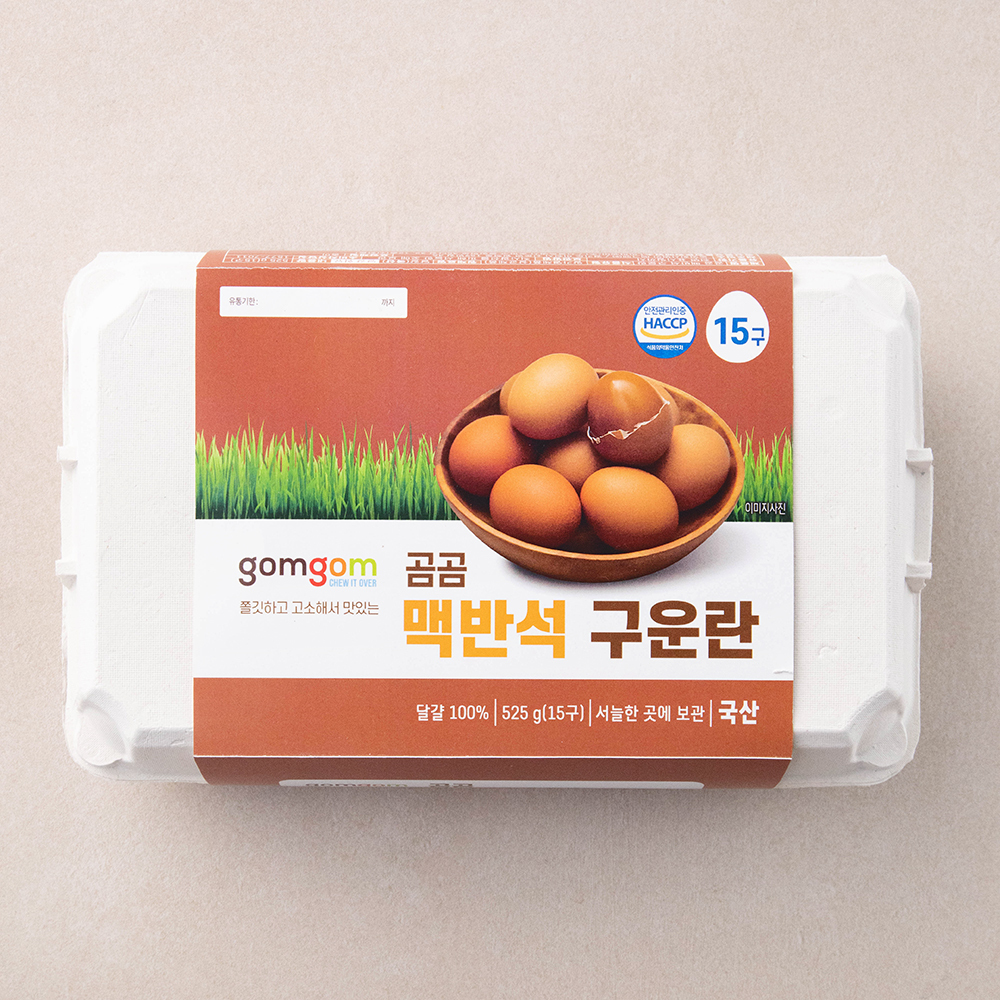 유통기한 : 까지
안전관리인증
HACCP
식품의약품안전처
15구
이미지사진
gomgom
CHEW IT OVER
곰곰
쫄깃하고 고소해서 맛있는
맥반석 구운란
달걀 100% | 525 g(15구) | 서늘한 곳에 보관 | 국산
gomgom 곰곰